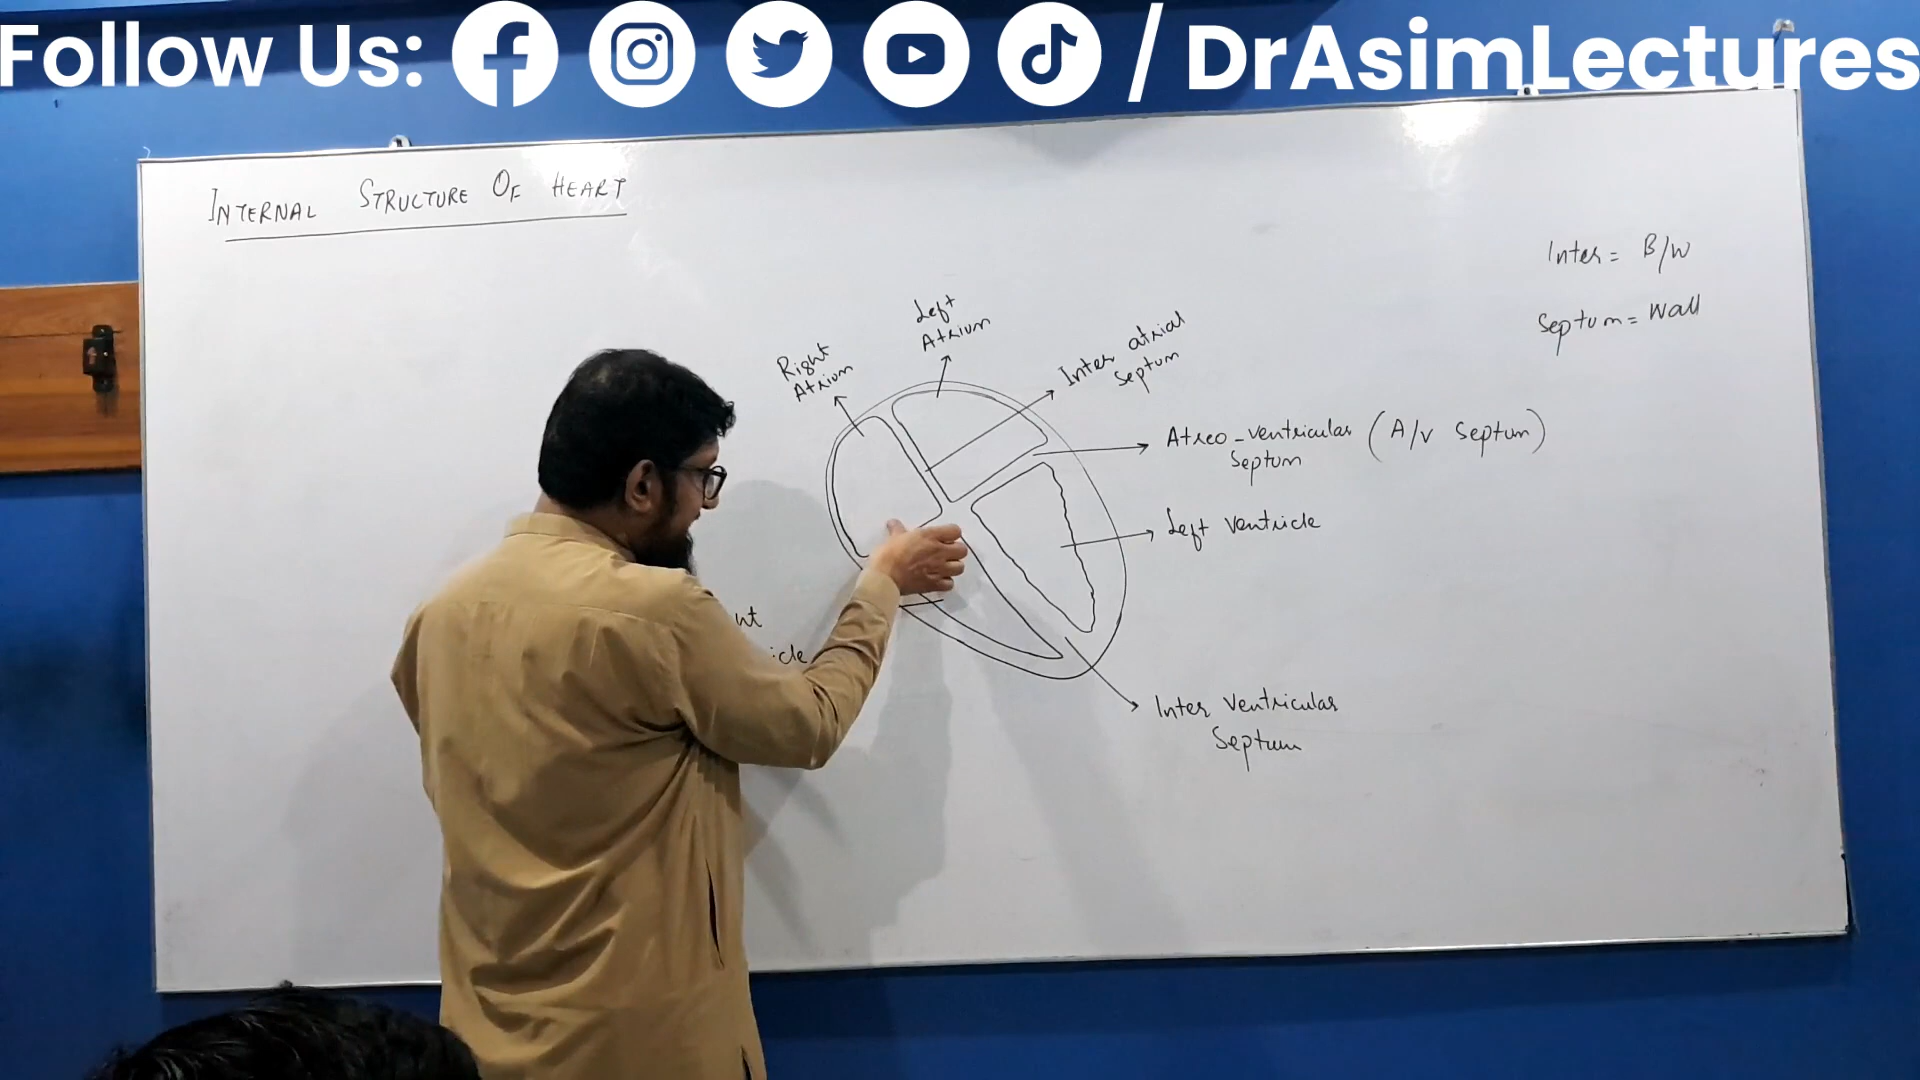 Follow Us: / DrAsimLectures
INTERNAL STRUCTURE OF HEART
Inter = B/W
Septum = Wall
Left
Atrium
Right
Atrium
Inter atrial
Septum
Atreo-ventricular (A/V Septum)
Septum
Left Ventricle
Inter Ventricular
Septum